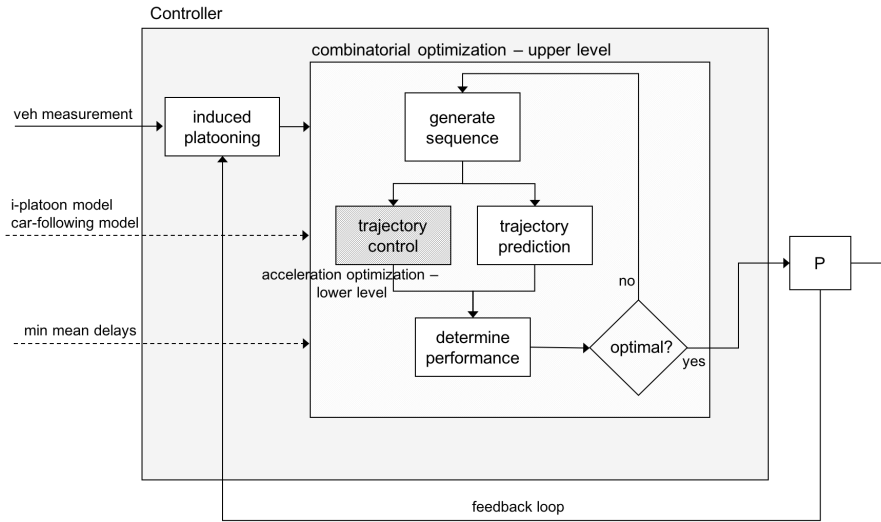 Controller
combinatorial optimization – upper level
veh measurement
induced
platooning
generate
sequence
i-platoon model
car-following model
trajectory
control
trajectory
prediction
acceleration optimization –
lower level
no
P
min mean delays
determine
performance
optimal?
yes
feedback loop